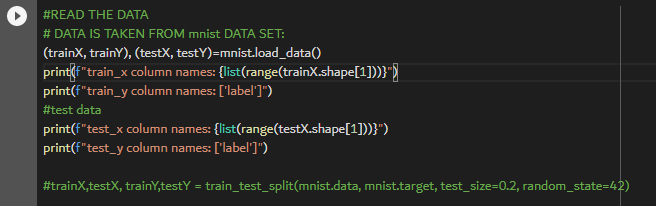 #READ THE DATA
# DATA IS TAKEN FROM mnist DATA SET:
(trainX, trainY), (testX, testY)=mnist.load_data()
print(f"train_x column names: {list(range(trainX.shape[1]))}")
print(f"train_y column names: ['label']")
#test data
print(f"test_x column names: {list(range(testX.shape[1]))}")
print(f"test_y column names: ['label']")
#trainX,testX, trainY,testY = train_test_split(mnist.data, mnist.target, test_size=0.2, random_state=42)